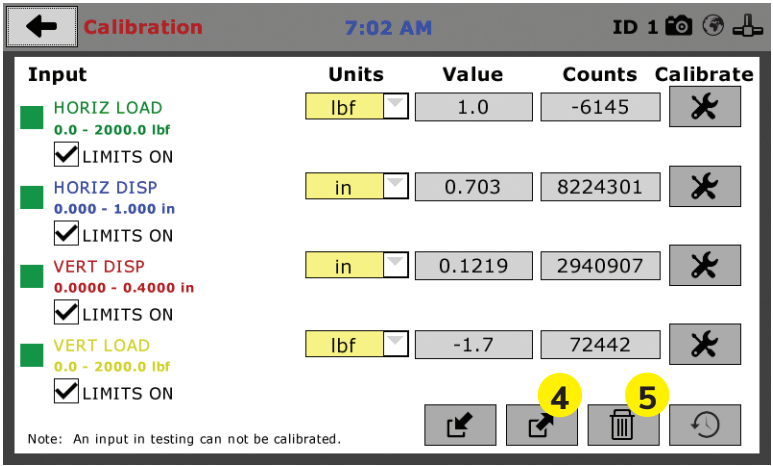 Calibration 7:02 AM ID 1
Input Units Value Counts Calibrate
HORIZ LOAD lbf 1.0 -6145
0.0 - 2000.0 lbf
LIMITS ON
HORIZ DISP in 0.703 8224301
0.000 - 1.000 in
LIMITS ON
VERT DISP in 0.1219 2940907
0.0000 - 0.4000 in
LIMITS ON
VERT LOAD lbf -1.7 72442
0.0 - 2000.0 lbf
LIMITS ON
4 5
Note: An input in testing can not be calibrated.